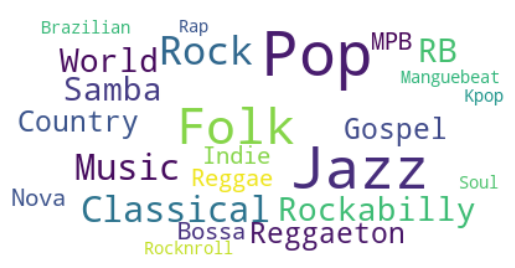 Brazilian
Rap
World
Rock
Pop
MPB
RB
Samba
Manguebeat
Kpop
Country
Folk
Gospel
Music
Indie
Jazz
Reggae
Soul
Nova
Classical
Rockabilly
Bossa
Reggaeton
Rocknroll